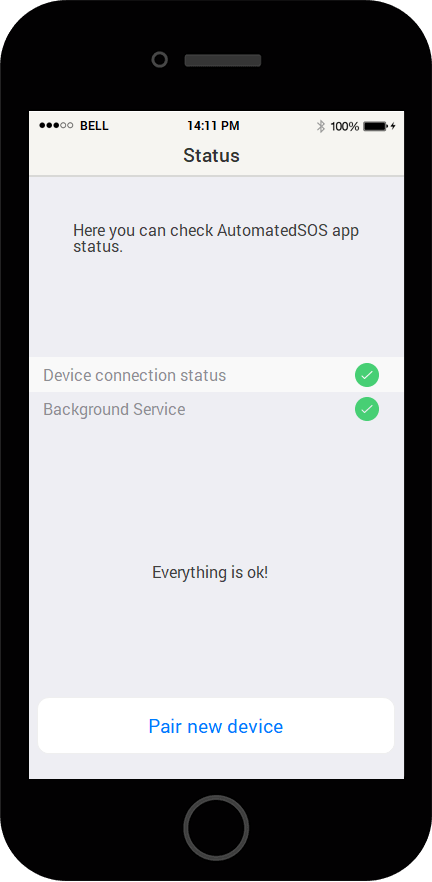 BELL 14:11 PM 100%
Status
Here you can check AutomatedSOS app
status.
Device connection status
Background Service
Everything is ok!
Pair new device